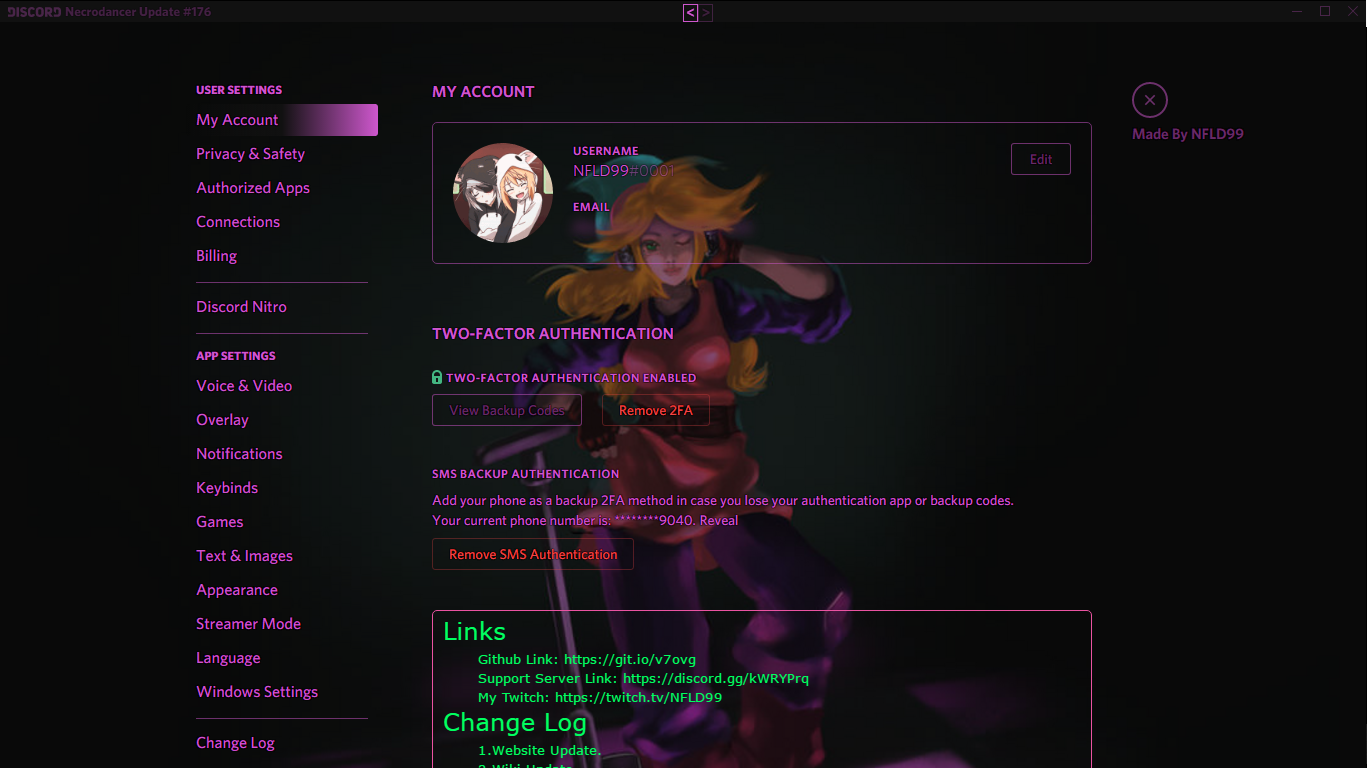 DISCORD Necrodancer Update #176
< >
USER SETTINGS
My Account
Privacy & Safety
Authorized Apps
Connections
Billing
Discord Nitro
APP SETTINGS
Voice & Video
Overlay
Notifications
Keybinds
Games
Text & Images
Appearance
Streamer Mode
Language
Windows Settings
Change Log
MY ACCOUNT
USERNAME
NFLD99#0001
Edit
EMAIL
TWO-FACTOR AUTHENTICATION
TWO-FACTOR AUTHENTICATION ENABLED
View Backup Codes
Remove 2FA
SMS BACKUP AUTHENTICATION
Add your phone as a backup 2FA method in case you lose your authentication app or backup codes.
Your current phone number is: ********9040. Reveal
Remove SMS Authentication
Links
Github Link: https://git.io/v7ovg
Support Server Link: https://discord.gg/kWRYPrq
My Twitch: https://twitch.tv/NFLD99
Change Log
1.Website Update.
2.Wiki Update
Made By NFLD99